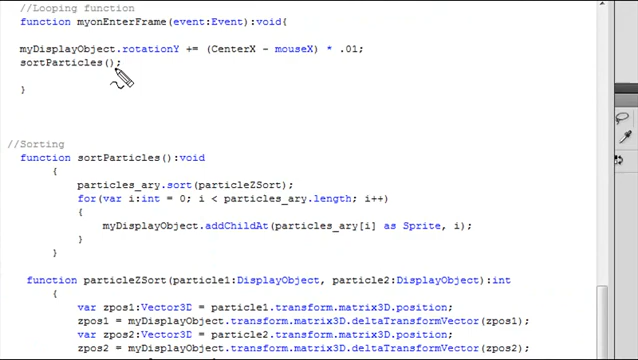 //Looping function
function myonEnterFrame (event:Event):void{
myDisplayObject.rotationY += (CenterX - mouseX) * .01;
sortParticles();
}
//Sorting
function sortParticles():void
{
particles_ary.sort(particleZSort);
for(var i:int = 0; i < particles_ary.length; i++)
{
myDisplayObject.addChildAt(particles_ary[i] as Sprite, i);
}
}
function particleZSort(particle1:DisplayObject, particle2:DisplayObject):int
{
var zpos1:Vector3D = particle1.transform.matrix3D.position;
zpos1 = myDisplayObject.transform.matrix3D.deltaTransformVector(zpos1);
var zpos2:Vector3D = particle2.transform.matrix3D.position;
zpos2 = myDisplayObject.transform.matrix3D.deltaTransformVector(zpos2);